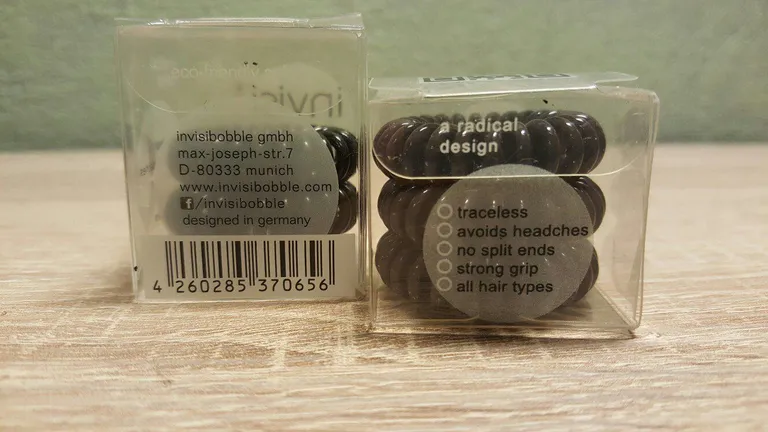 invisibobble gmbh
max-joseph-str.7
D-80333 munich
www.invisibobble.com
f/invisibobble
designed in germany
4 260285 370656
a radical
design
traceless
avoids headches
no split ends
strong grip
all hair types